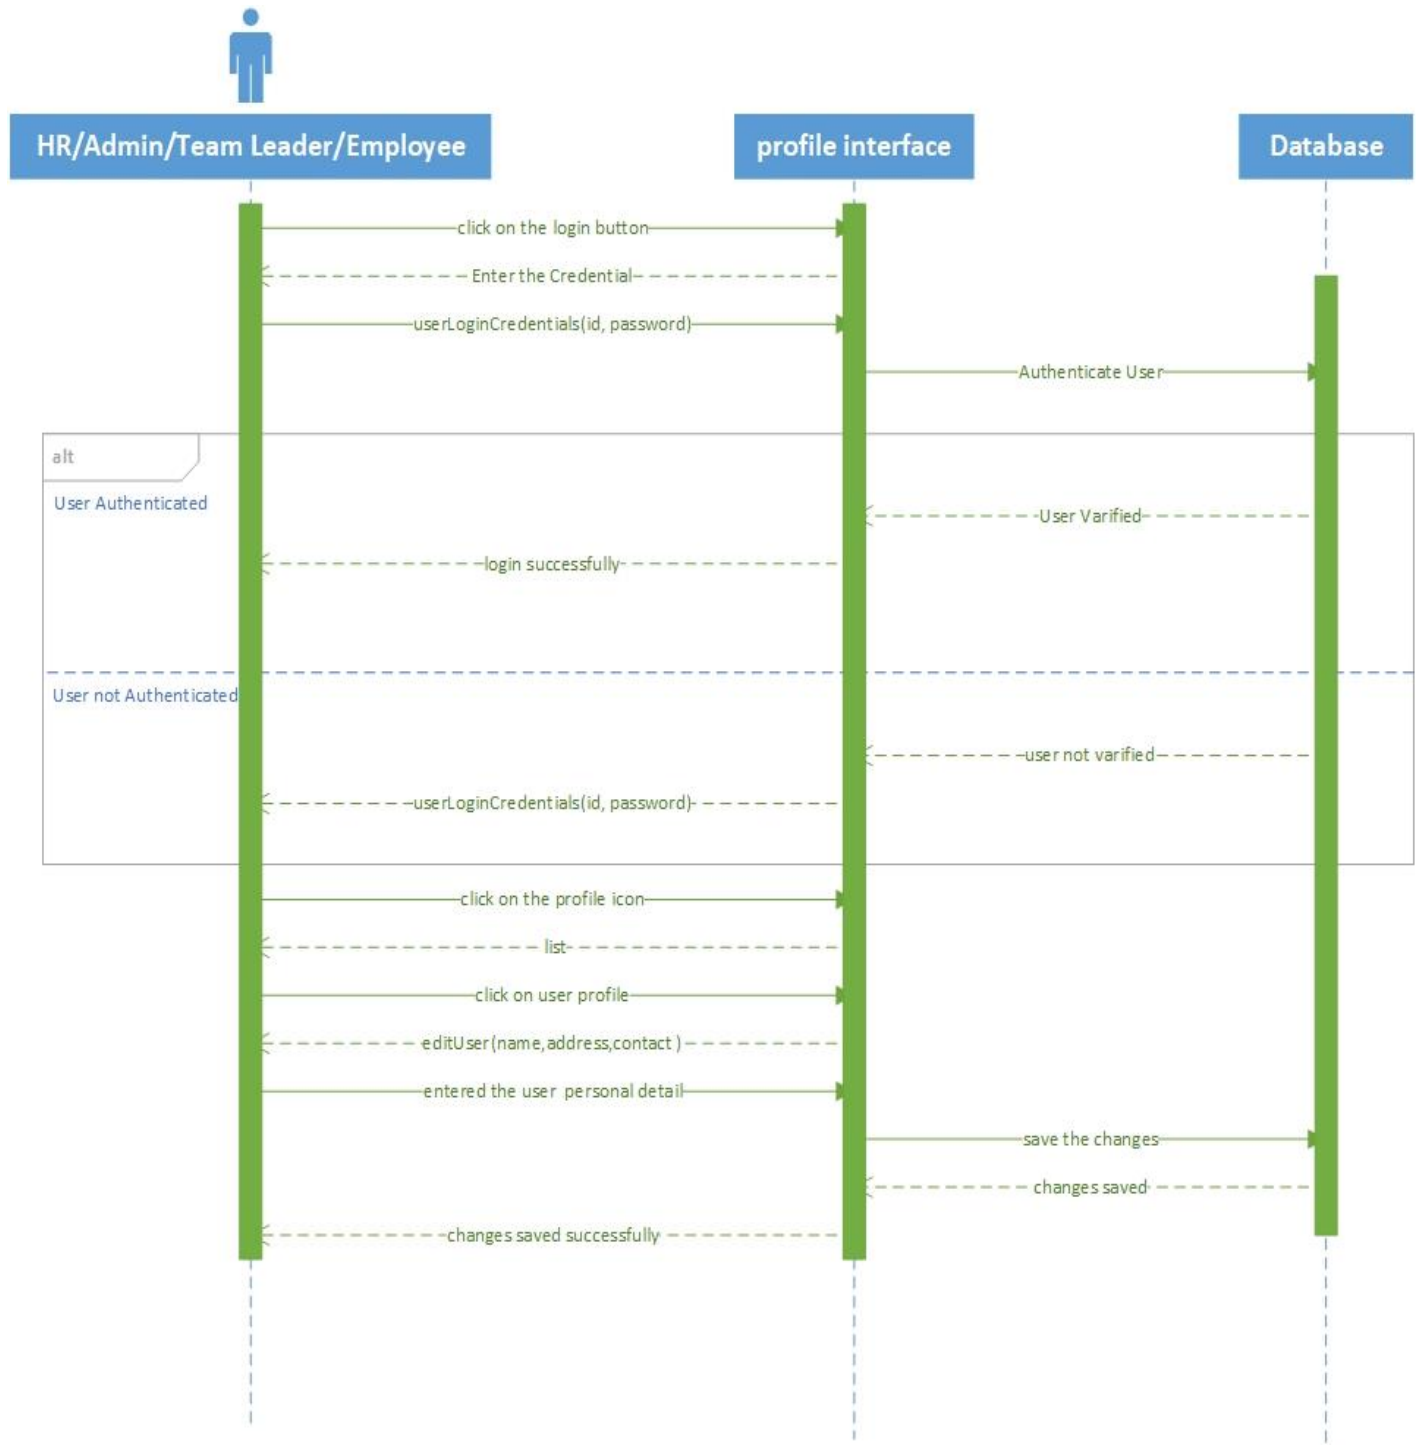 HR/Admin/Team Leader/Employee
profile interface
Database
click on the login button
Enter the Credential
userLoginCredentials(id, password)
Authenticate User
alt
User Authenticated
User Varified
login successfully
User not Authenticated
user not varified
userLoginCredentials(id, password)
click on the profile icon
list
click on user profile
editUser(name,address,contact )
entered the user personal detail
save the changes
changes saved
changes saved successfully